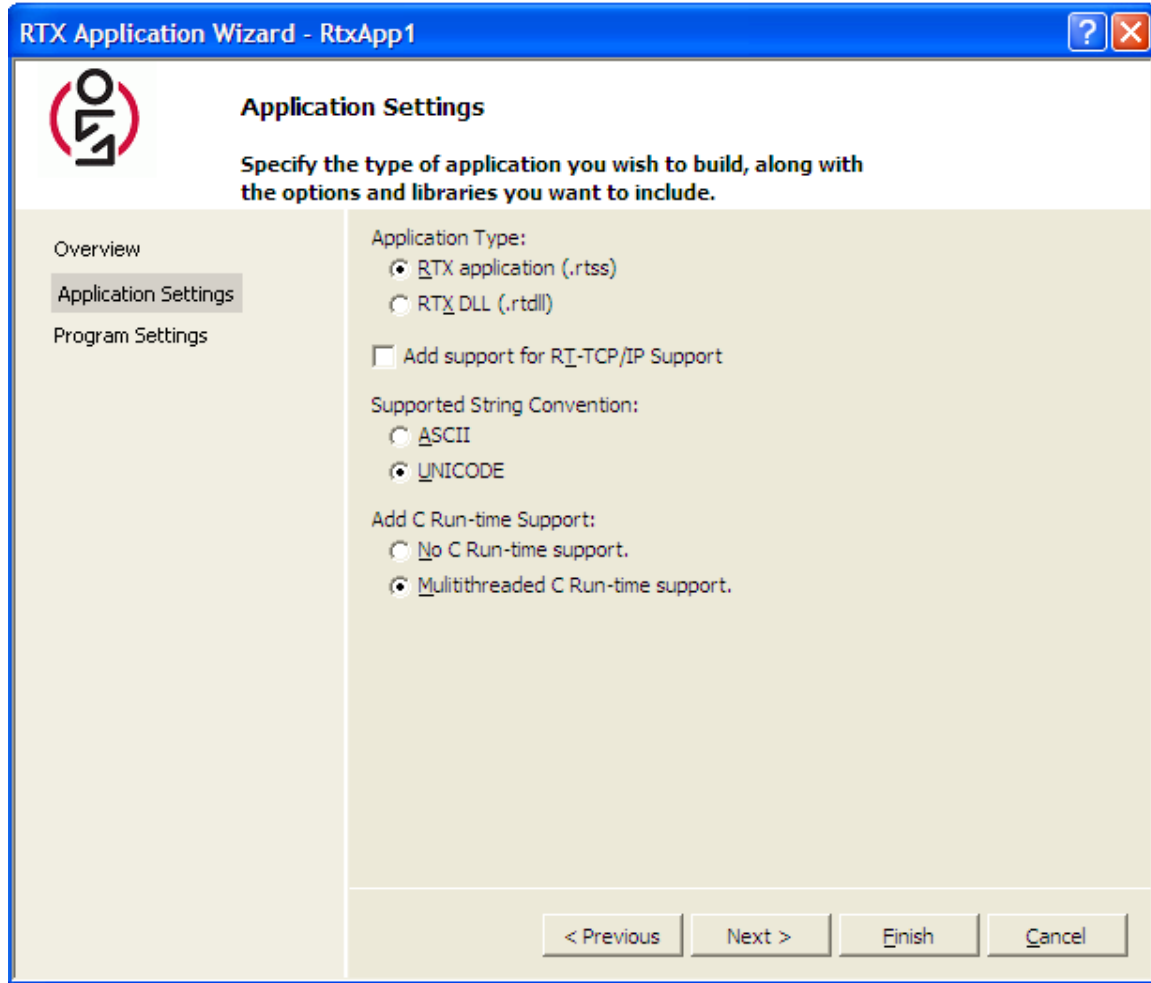 RTX Application Wizard - RtxApp1
Application Settings
Specify the type of application you wish to build, along with
the options and libraries you want to include.
Overview
Application Settings
Program Settings
Application Type:
RTX application (.rtss)
RTX DLL (.rtdll)
Add support for RT-TCP/IP Support
Supported String Convention:
ASCII
UNICODE
Add C Run-time Support:
No C Run-time support.
Mulitithreaded C Run-time support.
< Previous
Next >
Finish
Cancel